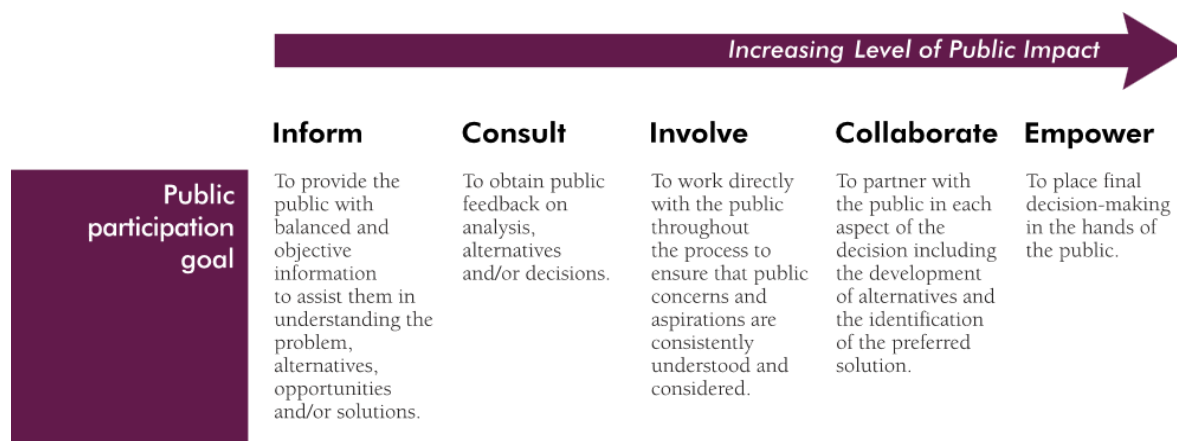 Increasing Level of Public Impact
Inform
Consult
Involve
Collaborate
Empower
Public
participation
goal
To provide the
public with
balanced and
objective
information
to assist them in
understanding the
problem,
alternatives,
opportunities
and/or solutions.
To obtain public
feedback on
analysis,
alternatives
and/or decisions.
To work directly
with the public
throughout
the process to
ensure that public
concerns and
aspirations are
consistently
understood and
considered.
To partner with
the public in each
aspect of the
decision including
the development
of alternatives and
the identification
of the preferred
solution.
To place final
decision-making
in the hands of
the public.